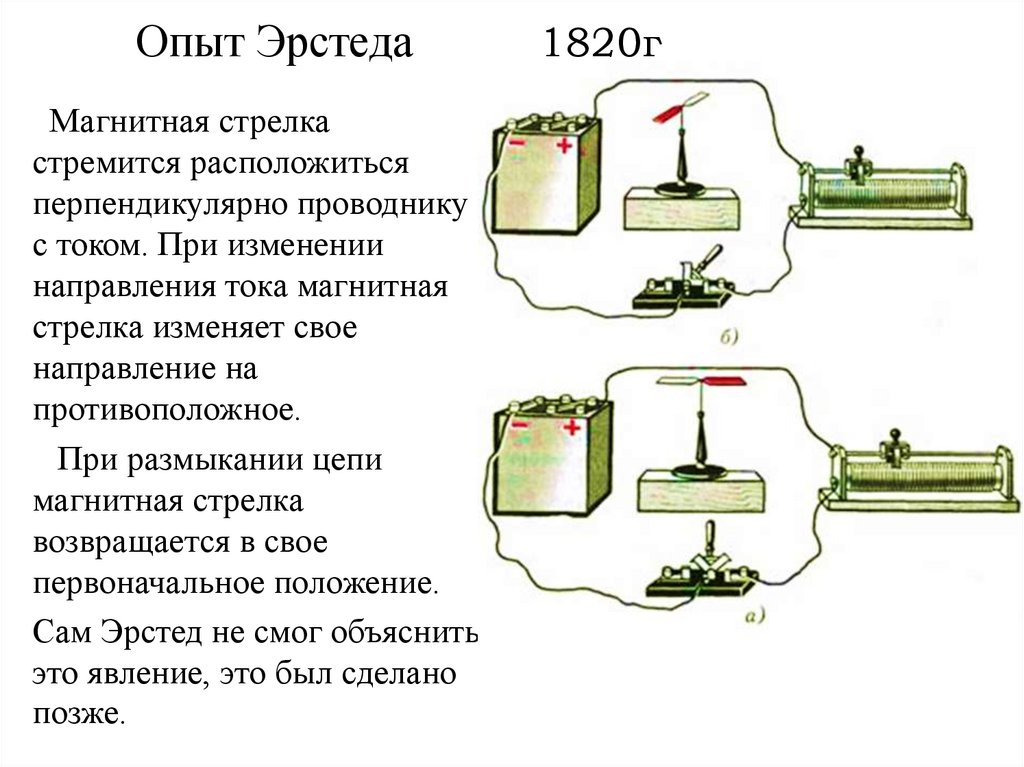 Опыт Эрстеда 1820г
Магнитная стрелка
стремится расположиться
перпендикулярно проводнику
с током. При изменении
направления тока магнитная
стрелка изменяет свое
направление на
противоположное.
При размыкании цепи
магнитная стрелка
возвращается в свое
первоначальное положение.
Сам Эрстед не смог объяснить
это явление, это был сделано
позже.
− +
б)
− +
а)